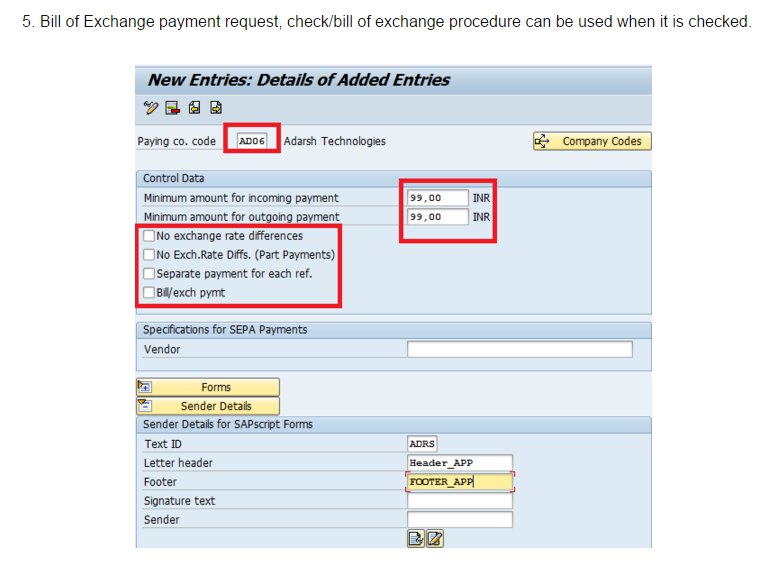 5. Bill of Exchange payment request, check/bill of exchange procedure can be used when it is checked.
New Entries: Details of Added Entries
Paying co. code AD06 Adarsh Technologies Company Codes
Control Data
Minimum amount for incoming payment 99,00 INR
Minimum amount for outgoing payment 99,00 INR
No exchange rate differences
No Exch.Rate Diffs. (Part Payments)
Separate payment for each ref.
Bill/exch pymt
Specifications for SEPA Payments
Vendor
Forms
Sender Details
Sender Details for SAPscript Forms
Text ID ADRS
Letter header Header_APP
Footer FOOTER_APP
Signature text
Sender